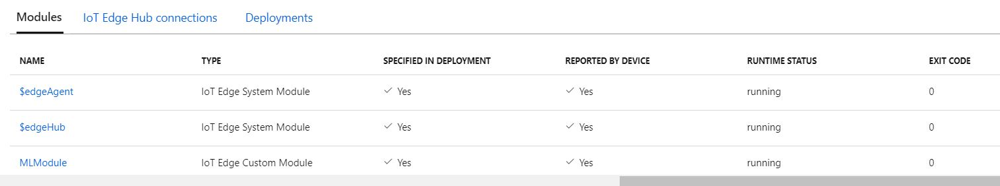 Modules IoT Edge Hub connections Deployments
NAME TYPE SPECIFIED IN DEPLOYMENT REPORTED BY DEVICE RUNTIME STATUS EXIT CODE
$edgeAgent IoT Edge System Module Yes Yes running 0
$edgeHub IoT Edge System Module Yes Yes running 0
MLModule IoT Edge Custom Module Yes Yes running 0